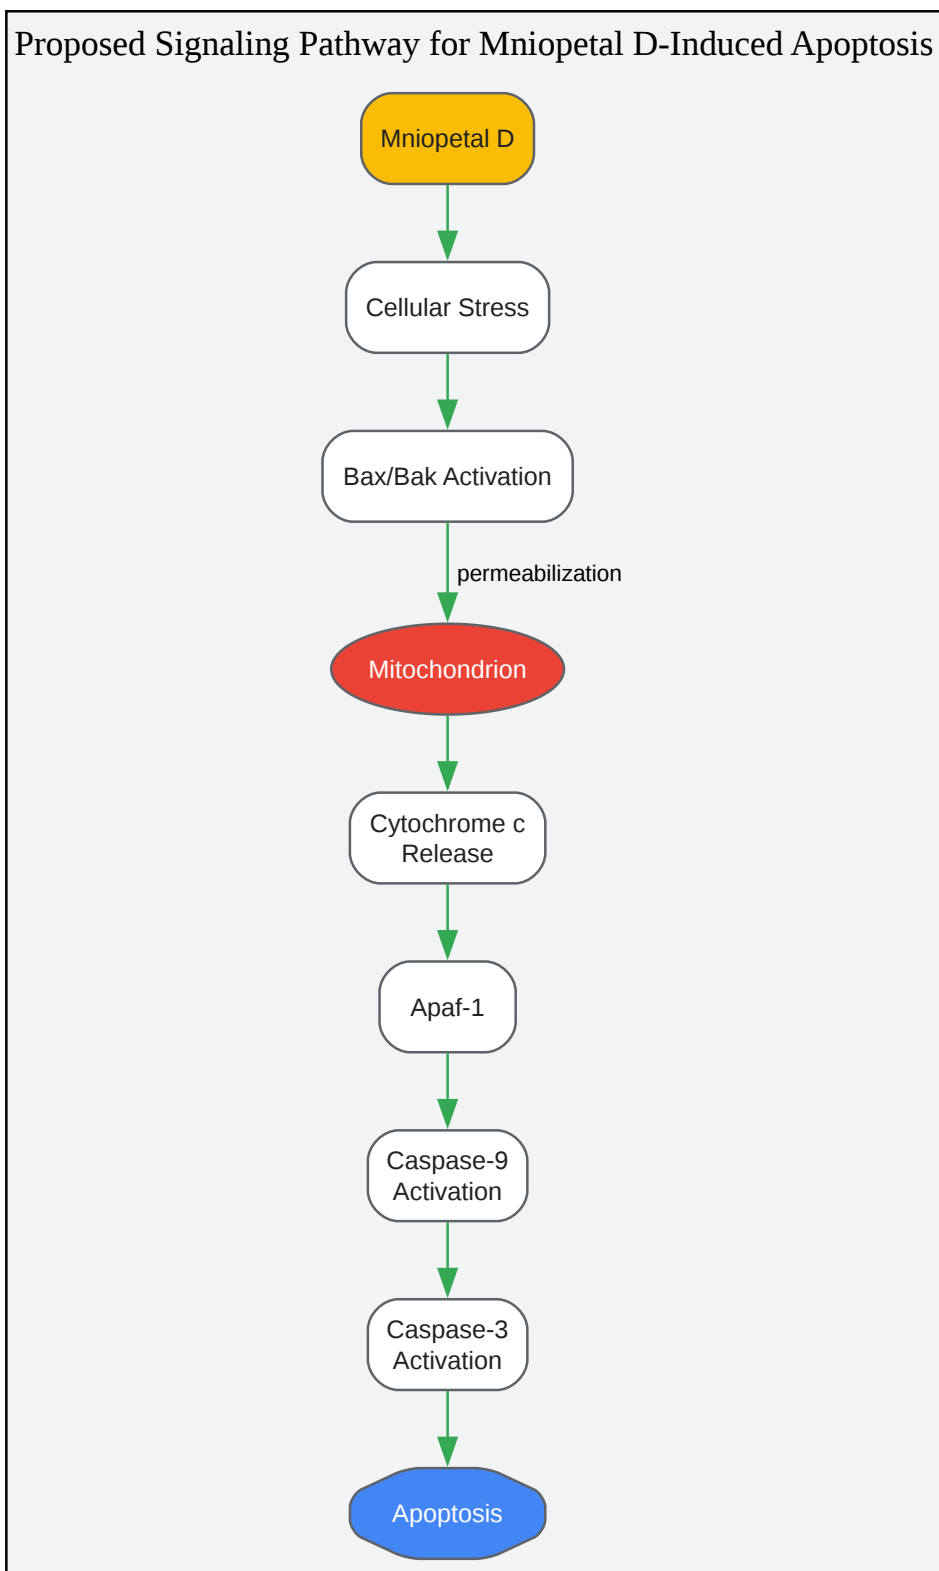 Proposed Signaling Pathway for Mniopetal D-Induced Apoptosis
Mniopetal D
Cellular Stress
Bax/Bak Activation
permeabilization
Mitochondrion
Cytochrome c
Release
Apaf-1
Caspase-9
Activation
Caspase-3
Activation
Apoptosis